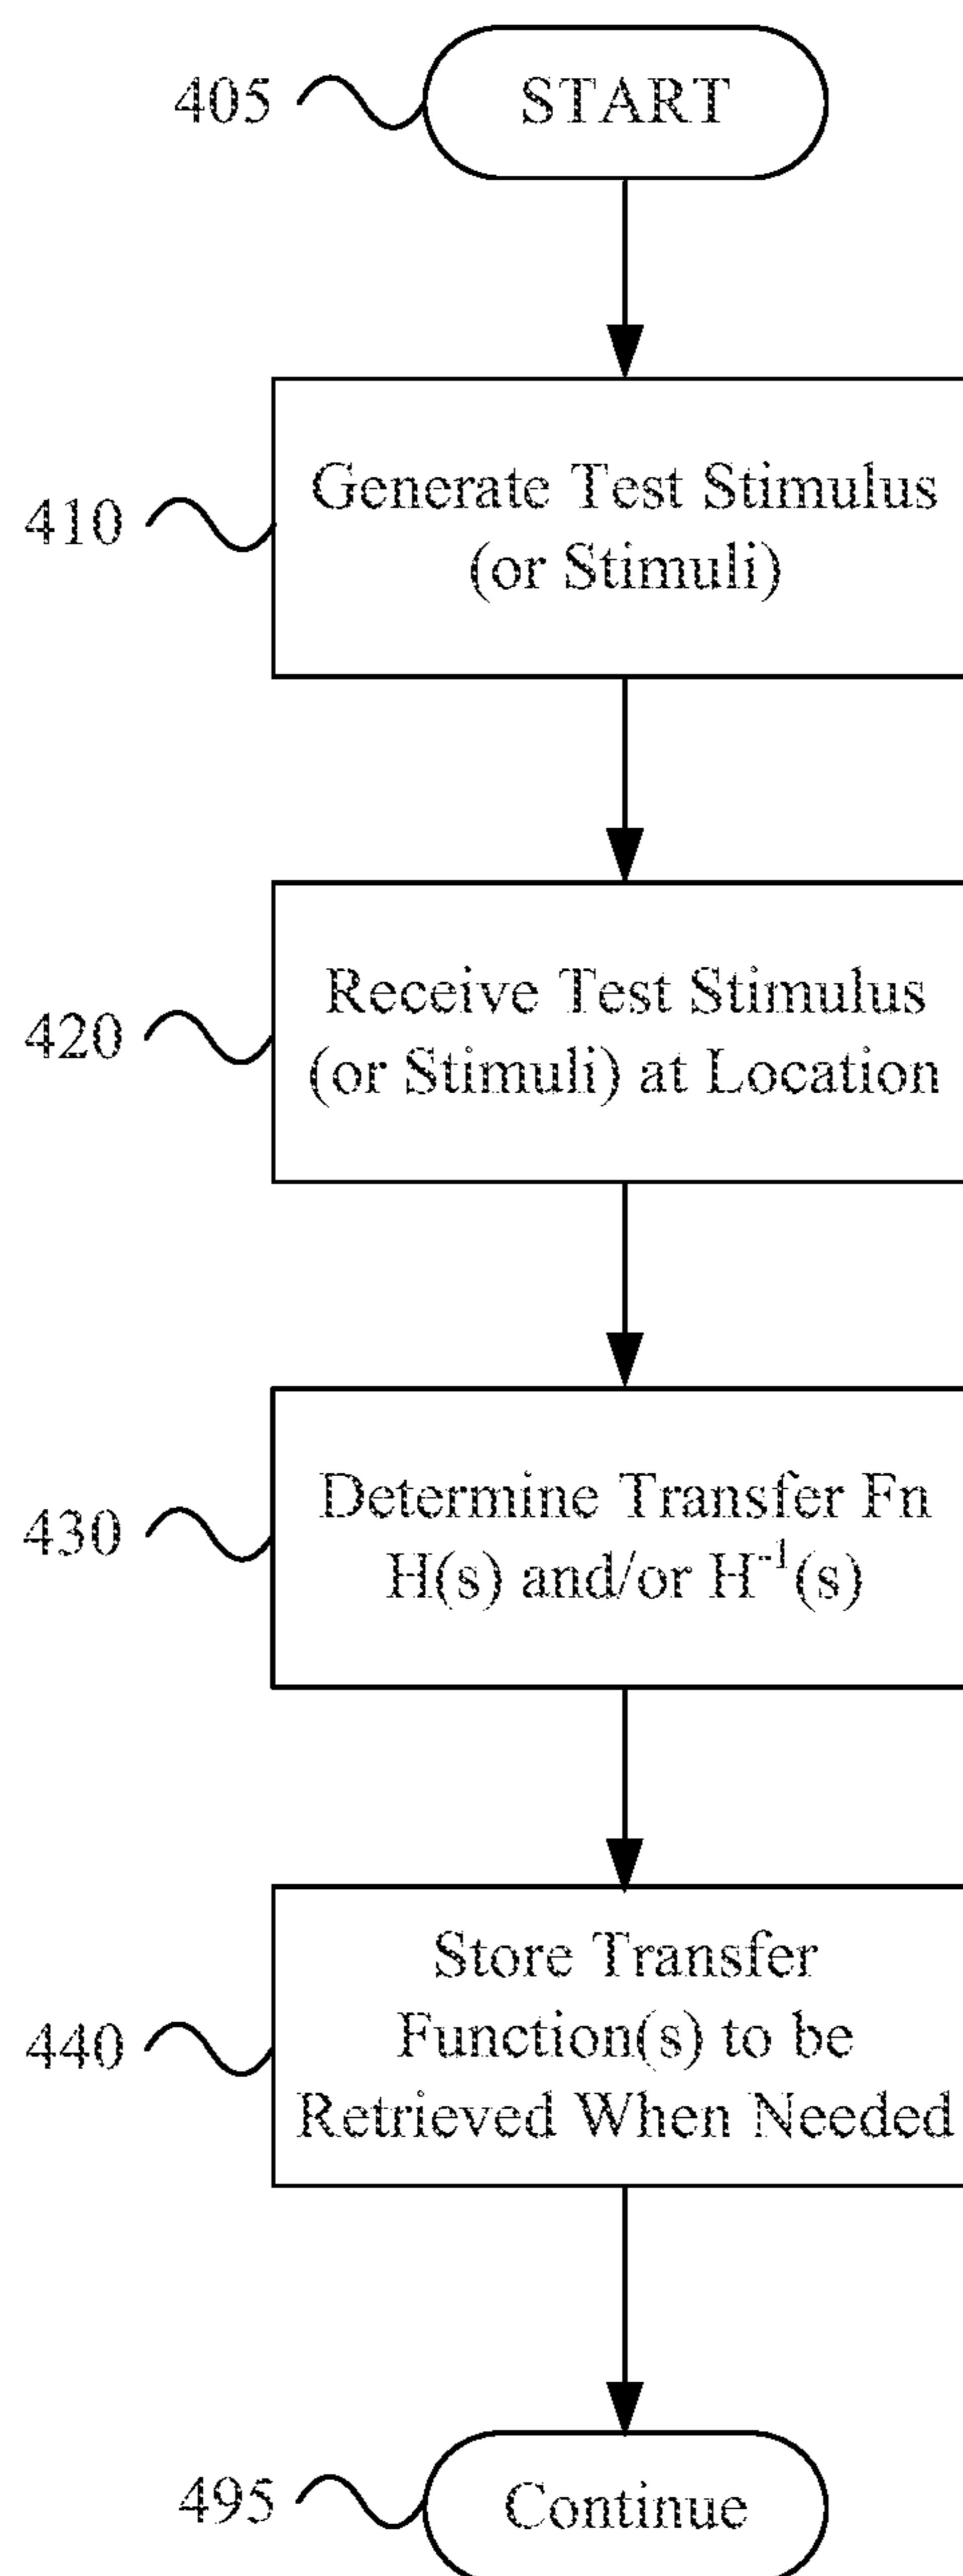 405
START
410
Generate Test Stimulus
(or Stimuli)
420
Receive Test Stimulus
(or Stimuli) at Location
430
Determine Transfer Fn
H(s) and/or H⁻¹(s)
440
Store Transfer
Function(s) to be
Retrieved When Needed
495
Continue